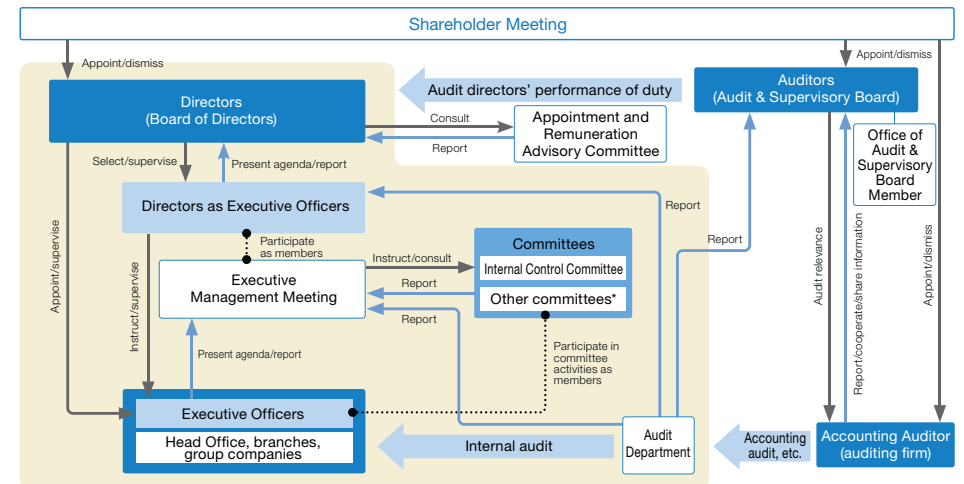 Shareholder Meeting
Appoint/dismiss
Appoint/dismiss
Directors
(Board of Directors)
Audit directors' performance of duty
Auditors
(Audit & Supervisory Board)
Consult
Report
Appointment and
Remuneration
Advisory Committee
Office of
Audit &
Supervisory
Board
Member
Select/supervise
Present agenda/report
Directors as Executive Officers
Report
Report
Participate
as members
Committees
Internal Control Committee
Other committees*
Instruct/consult
Report
Report
Executive
Management Meeting
Appoint/supervise
Instruct/supervise
Audit relevance
Report/cooperate/share information
Appoint/dismiss
Present agenda/report
Participate in
committee
activities as
members
Executive Officers
Head Office, branches,
group companies
Internal audit
Audit
Department
Accounting
audit, etc.
Accounting Auditor
(auditing firm)